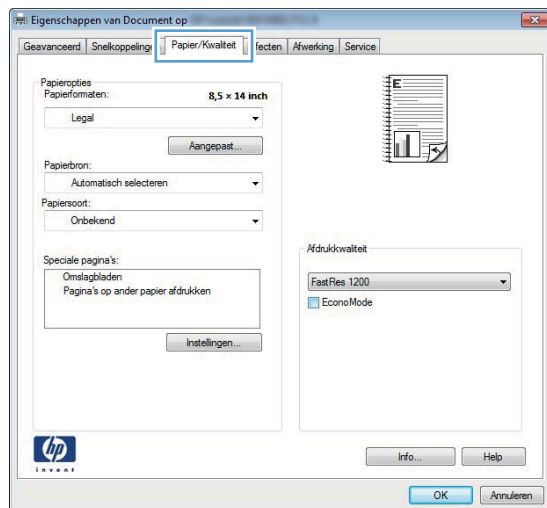 Eigenschappen van Document op
Geavanceerd Snelkoppelinge Papier/Kwaliteit fecten Afwerking Service
Papieropties
Papierformaten: 8,5 × 14 inch
Legal
Aangepast...
Papierbron:
Automatisch selecteren
Papiersoort:
Onbekend
Speciale pagina's:
Omslagbladen
Pagina's op ander papier afdrukken
Instellingen...
E
Afdrukkwaliteit
FastRes 1200
EconoMode
hp
invent
Info... Help
OK Annuleren